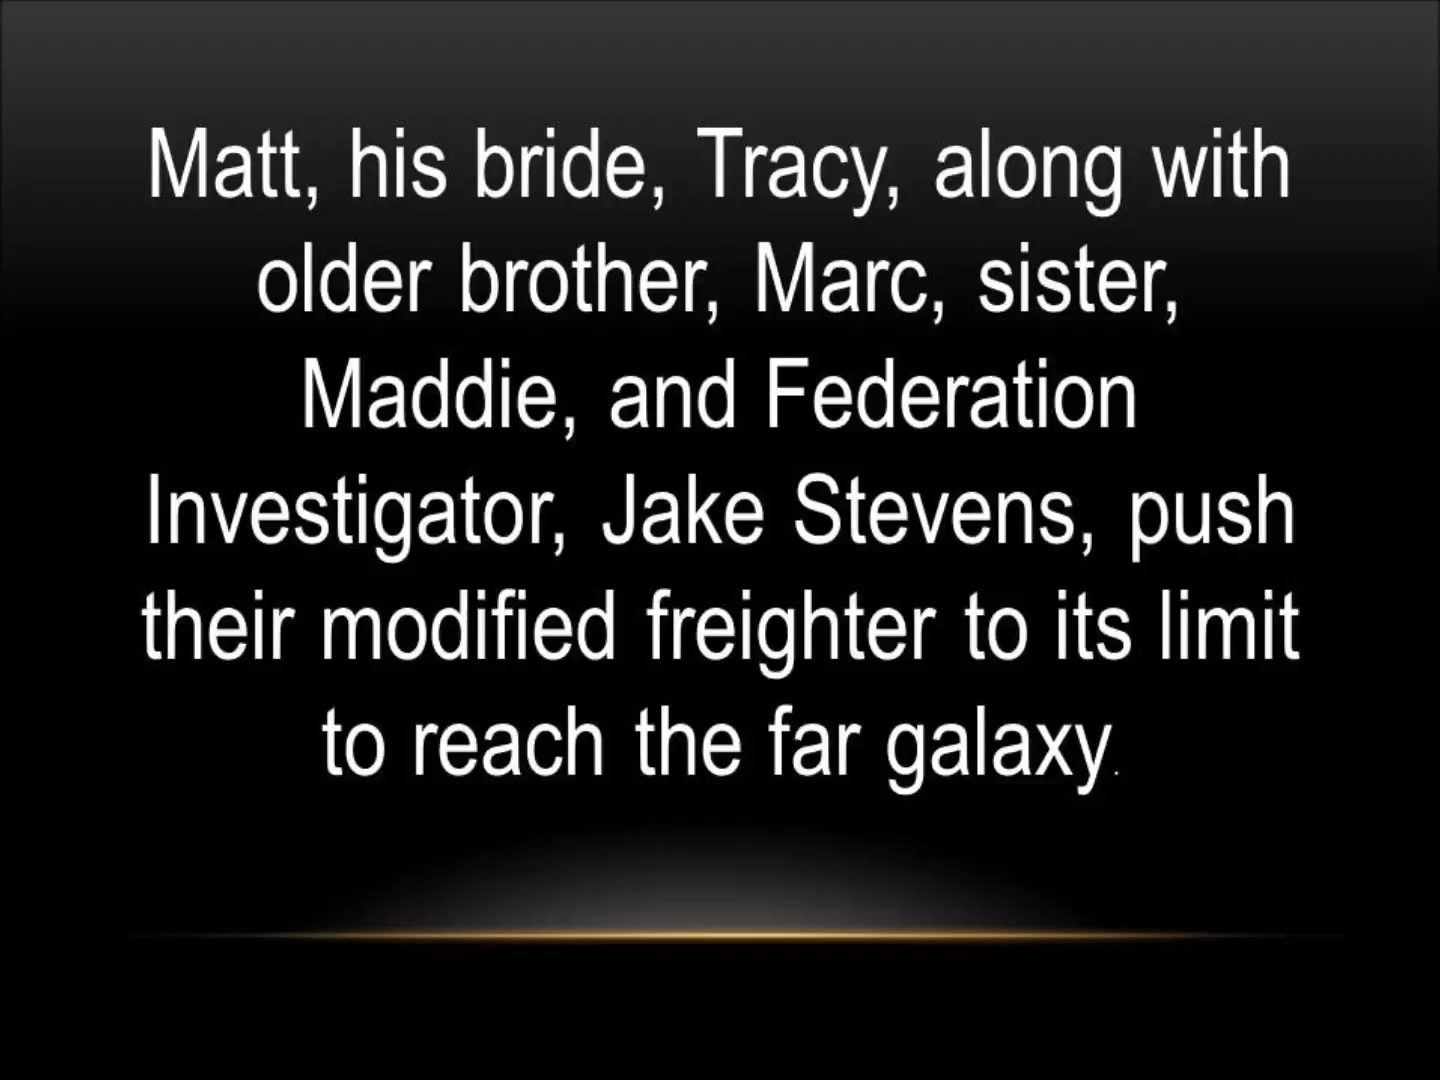 Matt, his bride, Tracy, along with
older brother, Marc, sister,
Maddie, and Federation
Investigator, Jake Stevens, push
their modified freighter to its limit
to reach the far galaxy.